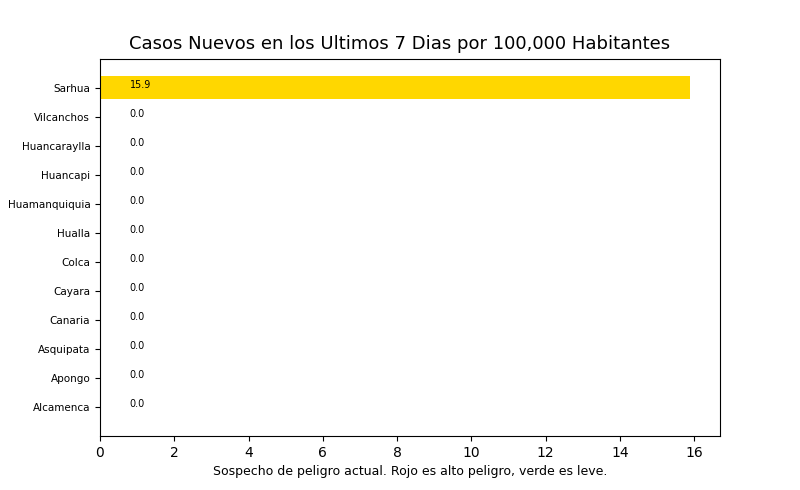 Casos Nuevos en los Ultimos 7 Dias por 100,000 Habitantes
Sarhua 15.9
Vilcanchos 0.0
Huancaraylla 0.0
Huancapi 0.0
Huamanquiquia 0.0
Hualla 0.0
Colca 0.0
Cayara 0.0
Canaria 0.0
Asquipata 0.0
Apongo 0.0
Alcamenca 0.0
0 2 4 6 8 10 12 14 16
Sospecho de peligro actual. Rojo es alto peligro, verde es leve.